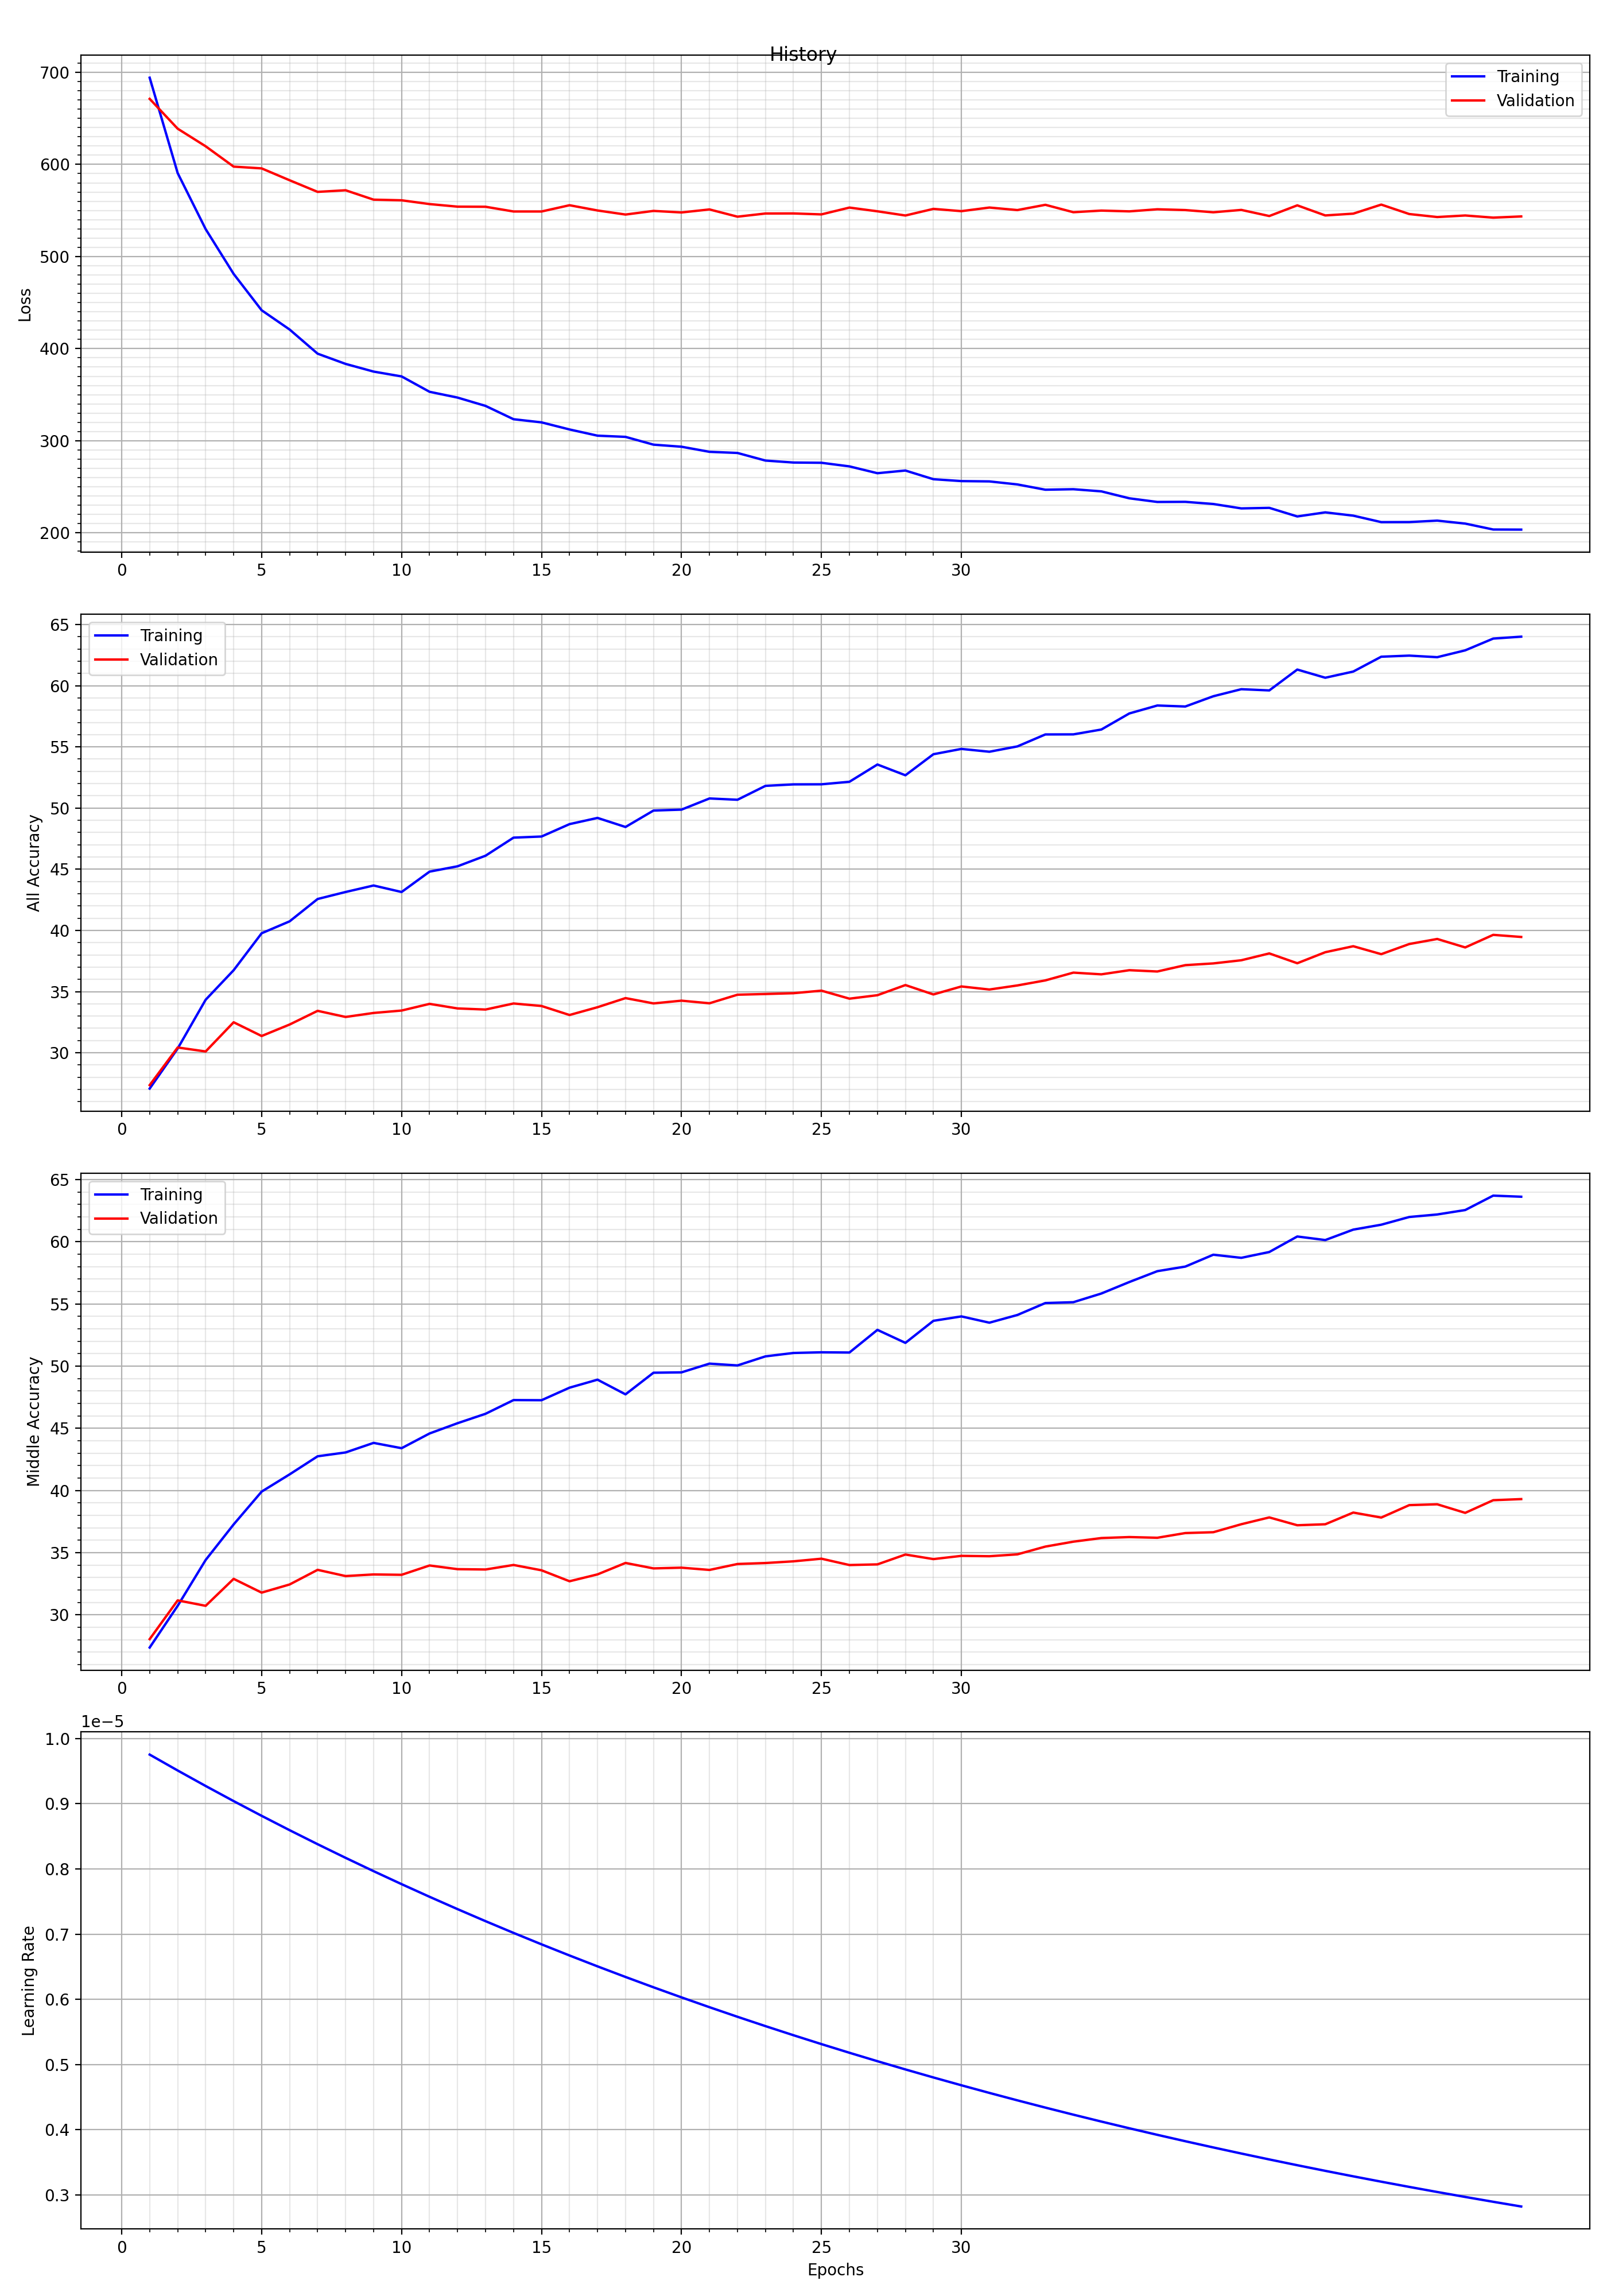 History
Training
Validation
700
600
500
400
300
200
Loss
0 5 10 15 20 25 30
Training
Validation
65
60
55
50
45
40
35
30
All Accuracy
0 5 10 15 20 25 30
Training
Validation
65
60
55
50
45
40
35
30
Middle Accuracy
0 5 10 15 20 25 30
1e−5
1.0
0.9
0.8
0.7
0.6
0.5
0.4
0.3
Learning Rate
0 5 10 15 20 25 30
Epochs